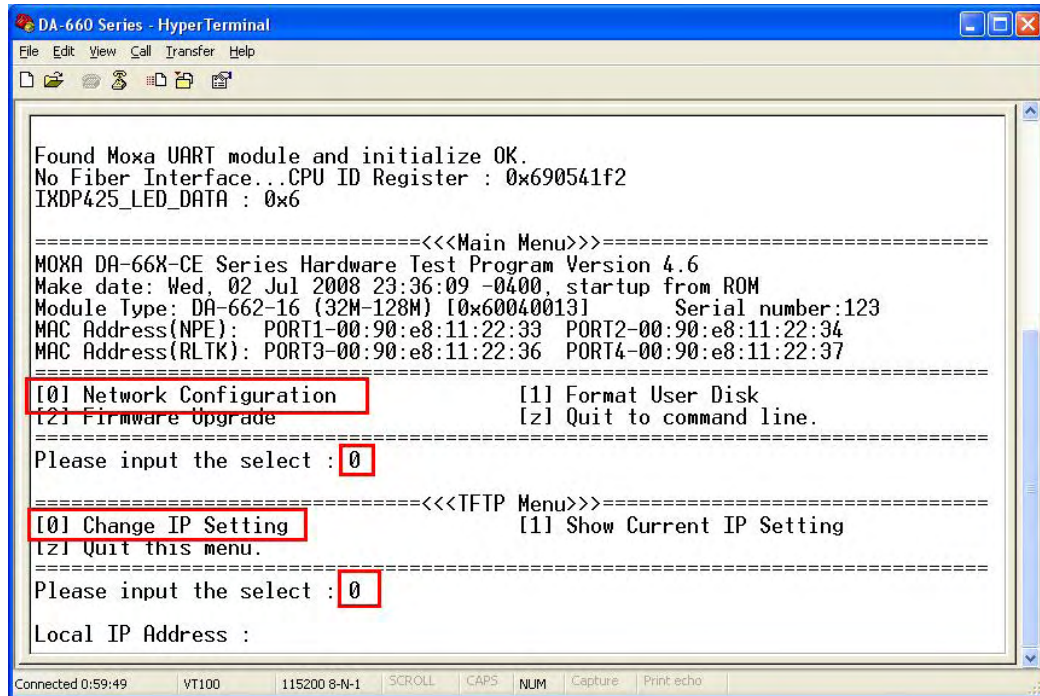 DA-660 Series - HyperTerminal
File Edit View Call Transfer Help
Found Moxa UART module and initialize OK.
No Fiber Interface...CPU ID Register : 0x690541f2
IXDP425_LED_DATA : 0x6
================================<<<Main Menu>>>================================
MOXA DA-66X-CE Series Hardware Test Program Version 4.6
Make date: Wed, 02 Jul 2008 23:36:09 -0400, startup from ROM
Module Type: DA-662-16 (32M-128M) [0x60040013] Serial number:123
MAC Address(NPE): PORT1-00:90:e8:11:22:33 PORT2-00:90:e8:11:22:34
MAC Address(RLTK): PORT3-00:90:e8:11:22:36 PORT4-00:90:e8:11:22:37
===============================================================================
[0] Network Configuration [1] Format User Disk
[2] Firmware Upgrade [z] Quit to command line.
===============================================================================
Please input the select : 0
================================<<<TFTP Menu>>>================================
[0] Change IP Setting [1] Show Current IP Setting
[z] Quit this menu.
===============================================================================
Please input the select : 0
Local IP Address :
Connected 0:59:49 VT100 115200 8-N-1 SCROLL CAPS NUM Capture Print echo